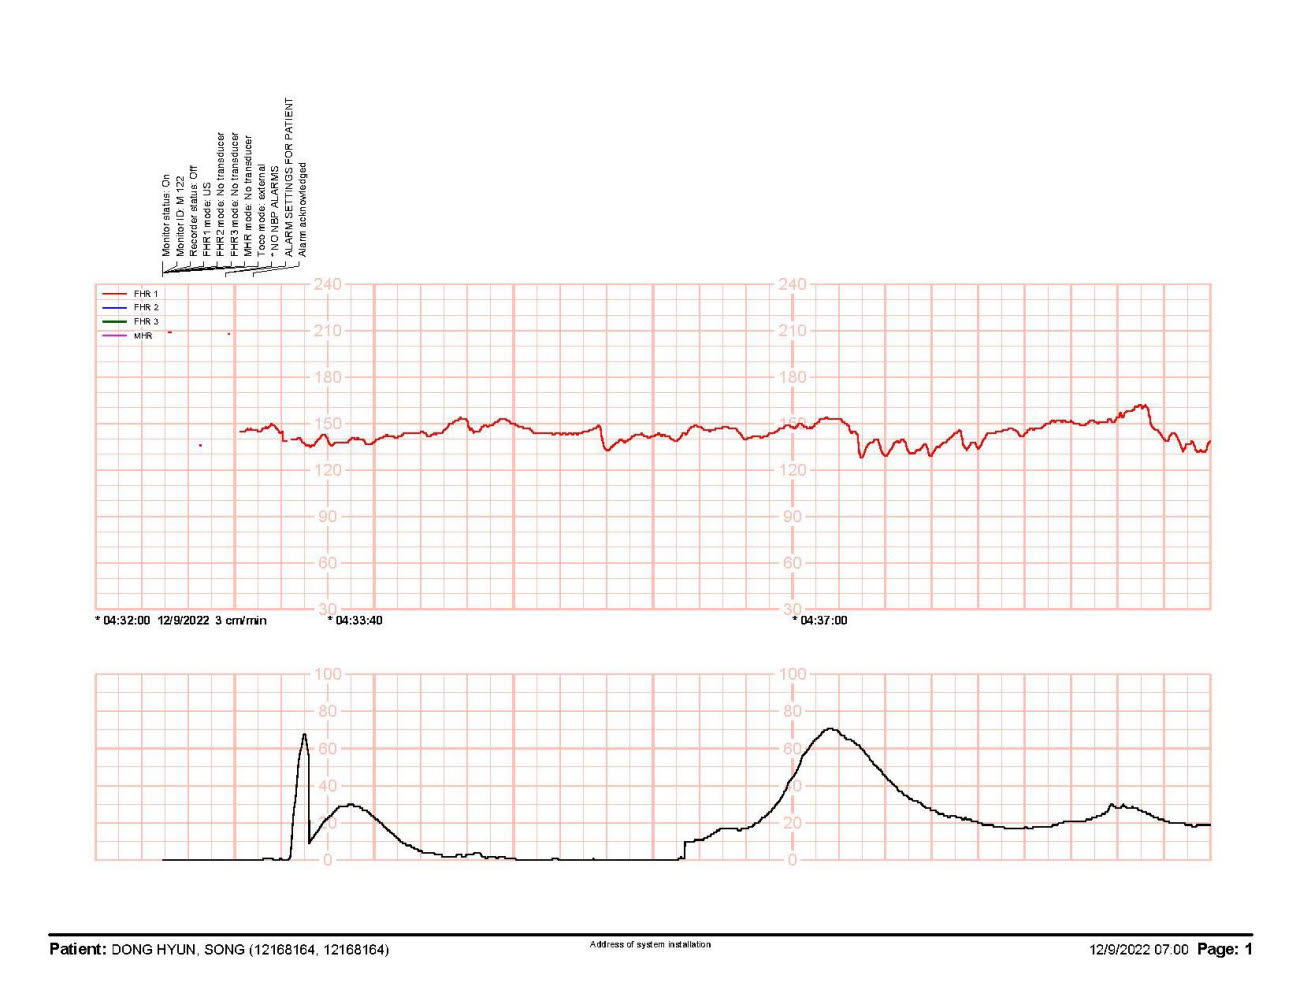 Monitor status: On
Monitor ID: M 122
Recorder status: Off
FHR1 mode: US
FHR2 mode: No transducer
FHR3 mode: No transducer
MHR mode: No transducer
Toco mode: external
* NO NBP ALARMS
ALARM SETTINGS FOR PATIENT
Alarm acknowledged
240 240
FHR 1
FHR 2
FHR 3
210 210
MHR
180 180
150 150
120 120
90 90
60 60
30 30
* 04:32:00 12/9/2022 3 cm/min * 04:33:40 * 04:37:00
100 100
80 80
60 60
40 40
20 20
0 0
Patient: DONG HYUN, SONG (12168164, 12168164) Address of system installation 12/9/2022 07:00 Page: 1